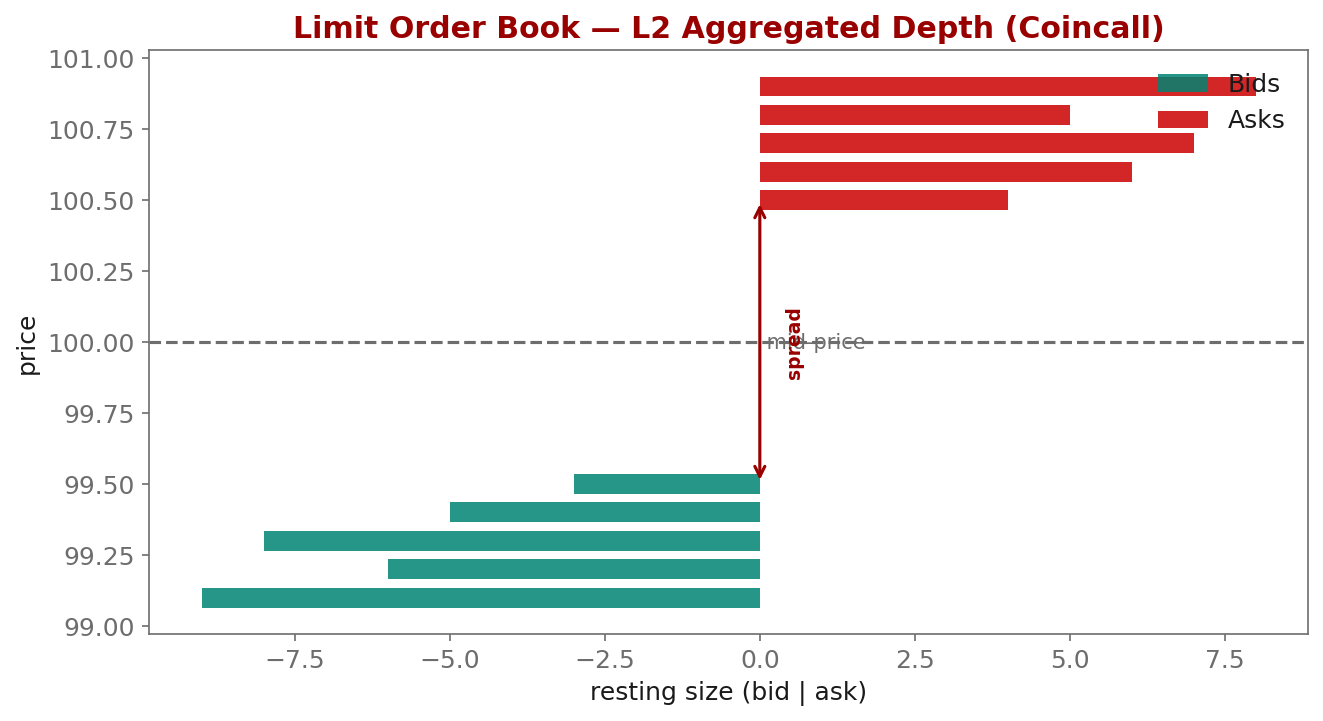 Limit Order Book — L2 Aggregated Depth (Coincall)
101.00
100.75
100.50
100.25
100.00
99.75
99.50
99.25
99.00
price
Bids
Asks
mid-price
spread
−7.5
−5.0
−2.5
0.0
2.5
5.0
7.5
resting size (bid | ask)